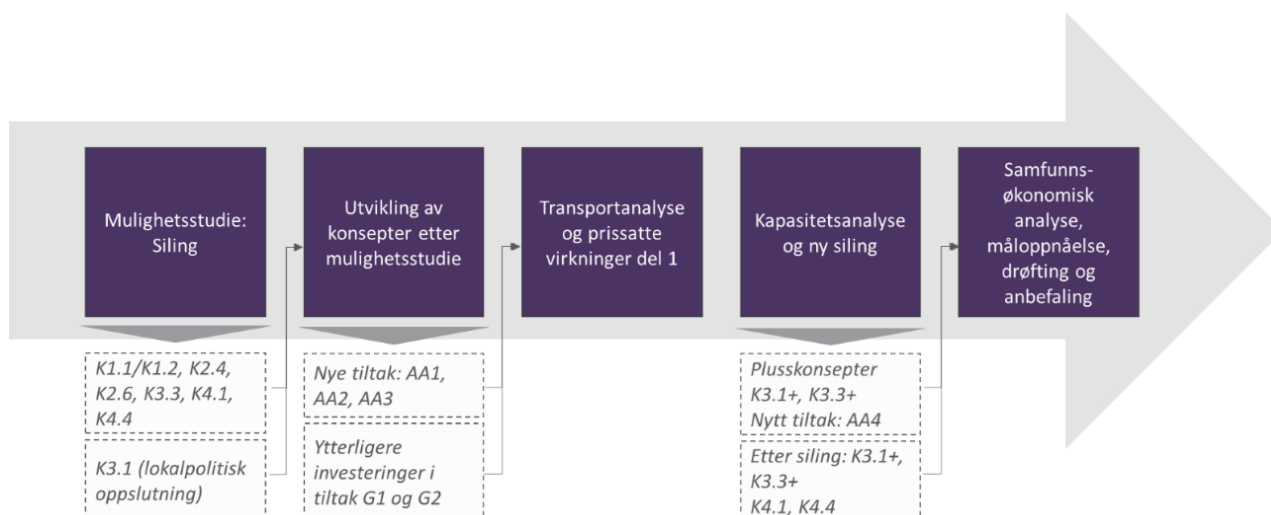 Mulighetsstudie:
Siling
Utvikling av
konsepter etter
mulighetsstudie
Transportanalyse
og prissatte
virkninger del 1
Kapasitetsanalyse
og ny siling
Samfunns-
økonomisk
analyse,
måloppnåelse,
drøfting og
anbefaling
K1.1/K1.2, K2.4,
K2.6, K3.3, K4.1,
K4.4
K3.1 (lokalpolitisk
oppslutning)
Nye tiltak: AA1,
AA2, AA3
Ytterligere
investeringer i
tiltak G1 og G2
Plusskonsepter
K3.1+, K3.3+
Nytt tiltak: AA4
Etter siling: K3.1+,
K3.3+
K4.1, K4.4